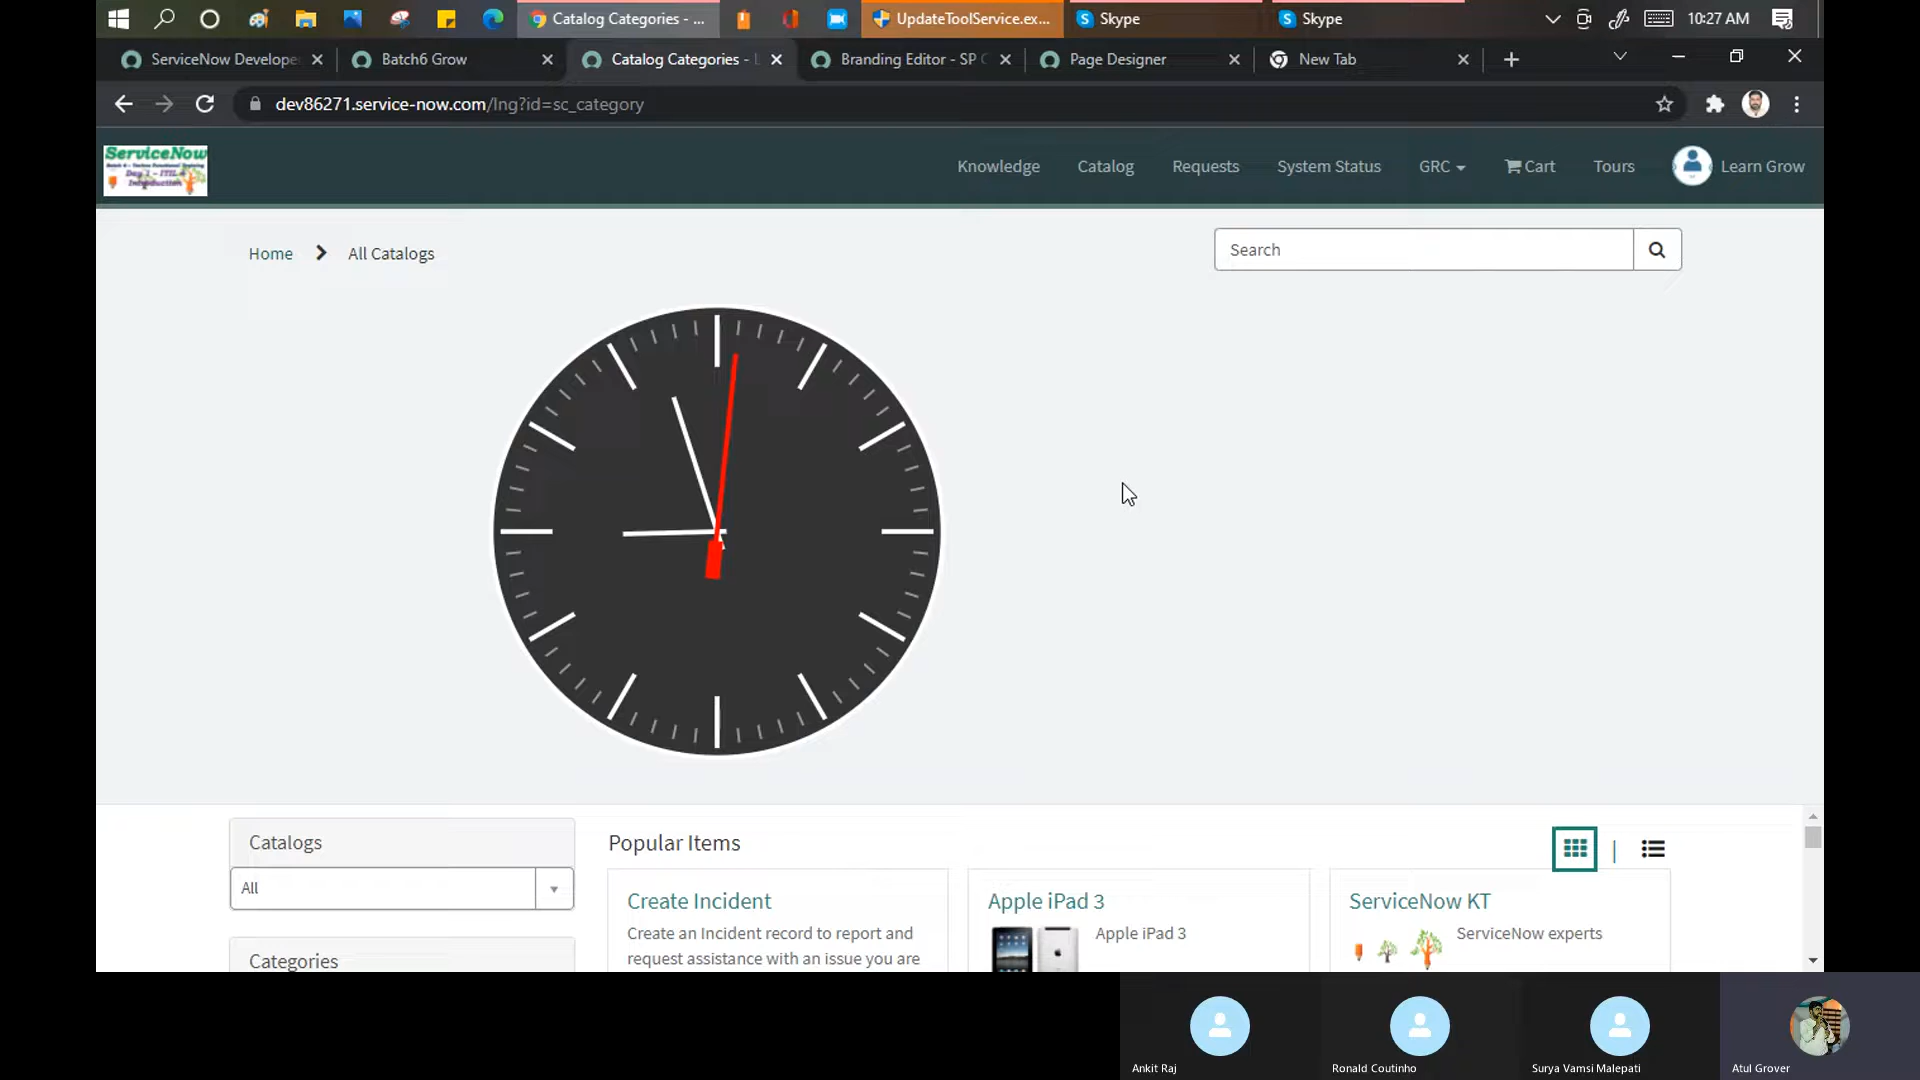 Catalog Categories - ...
UpdateToolService.ex...
Skype
Skype
10:27 AM
ServiceNow Develope
Batch6 Grow
Catalog Categories -
Branding Editor - SP
Page Designer
New Tab
dev86271.service-now.com/lng?id=sc_category
ServiceNow
Day 1 - ITIL
Introduction
Knowledge
Catalog
Requests
System Status
GRC
Cart
Tours
Learn Grow
Home
All Catalogs
Search
Catalogs
All
Categories
Popular Items
Create Incident
Create an Incident record to report and
request assistance with an issue you are
Apple iPad 3
Apple iPad 3
ServiceNow KT
ServiceNow experts
Ankit Raj
Ronald Coutinho
Surya Vamsi Malepati
Atul Grover